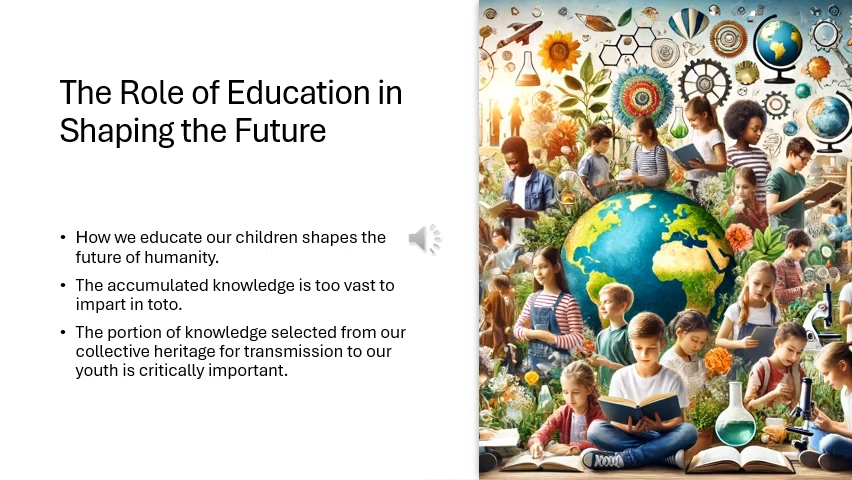 The Role of Education in
Shaping the Future
• How we educate our children shapes the
future of humanity.
• The accumulated knowledge is too vast to
impart in toto.
• The portion of knowledge selected from our
collective heritage for transmission to our
youth is critically important.